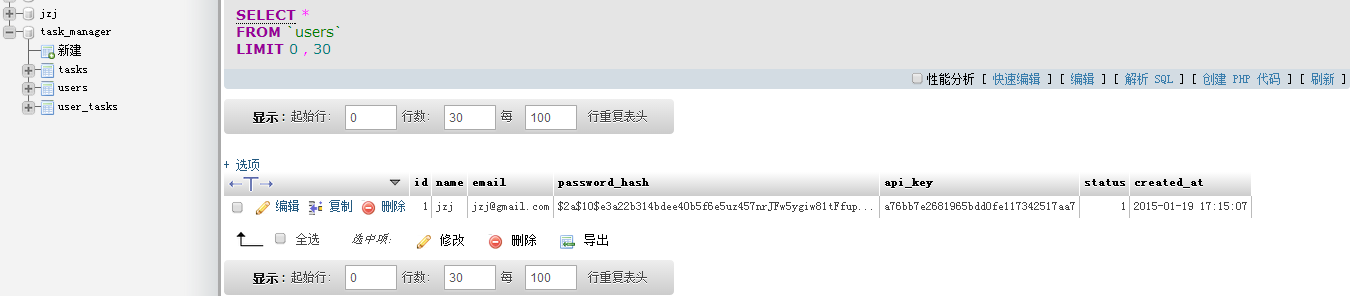 jzj
task_manager
新建
tasks
users
user_tasks
SELECT *
FROM `users`
LIMIT 0 , 30
性能分析 [ 快速编辑 ] [ 编辑 ] [ 解析 SQL ] [ 创建 PHP 代码 ] [ 刷新 ]
显示： 起始行： 0 行数： 30 每 100 行重复表头
+ 选项
←T→ id name email password_hash api_key status created_at
编辑 复制 删除 1 jzj jzj@gmail.com $2a$10$e3a22b314bdee40b5f6e5uz457nrJFw5ygiw81tFfup... a76bb7e2681965bdd0fe117342517aa7 1 2015-01-19 17:15:07
全选 选中项： 修改 删除 导出
显示： 起始行： 0 行数： 30 每 100 行重复表头